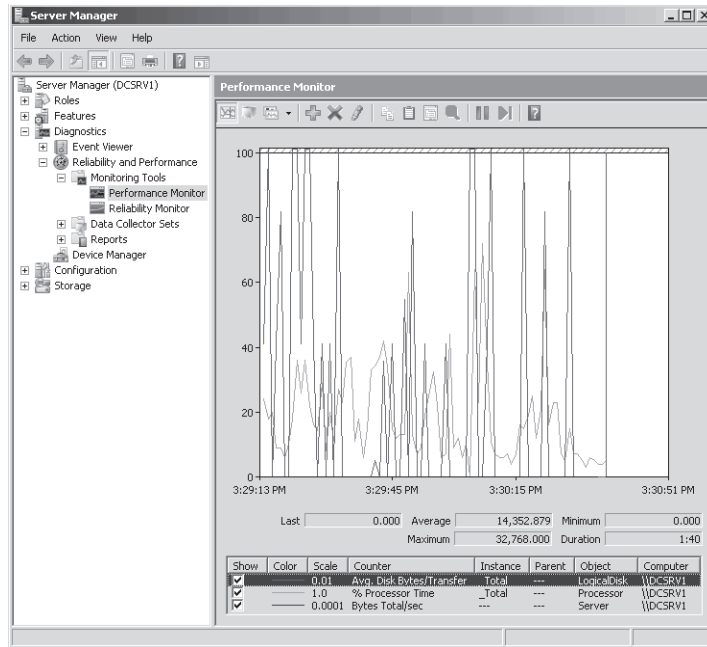 Server Manager
File Action View Help
Server Manager (DCSRV1)
Roles
Features
Diagnostics
Event Viewer
Reliability and Performance
Monitoring Tools
Performance Monitor
Reliability Monitor
Data Collector Sets
Reports
Device Manager
Configuration
Storage
Performance Monitor
100
80
60
40
20
0
3:29:13 PM 3:29:45 PM 3:30:15 PM 3:30:51 PM
Last 0.000 Average 14,352.879 Minimum 0.000
Maximum 32,768.000 Duration 1:40
Show Color Scale Counter Instance Parent Object Computer
0.01 Avg. Disk Bytes/Transfer _Total --- LogicalDisk \\DCSRV1
1.0 % Processor Time _Total --- Processor \\DCSRV1
0.0001 Bytes Total/sec --- --- Server \\DCSRV1